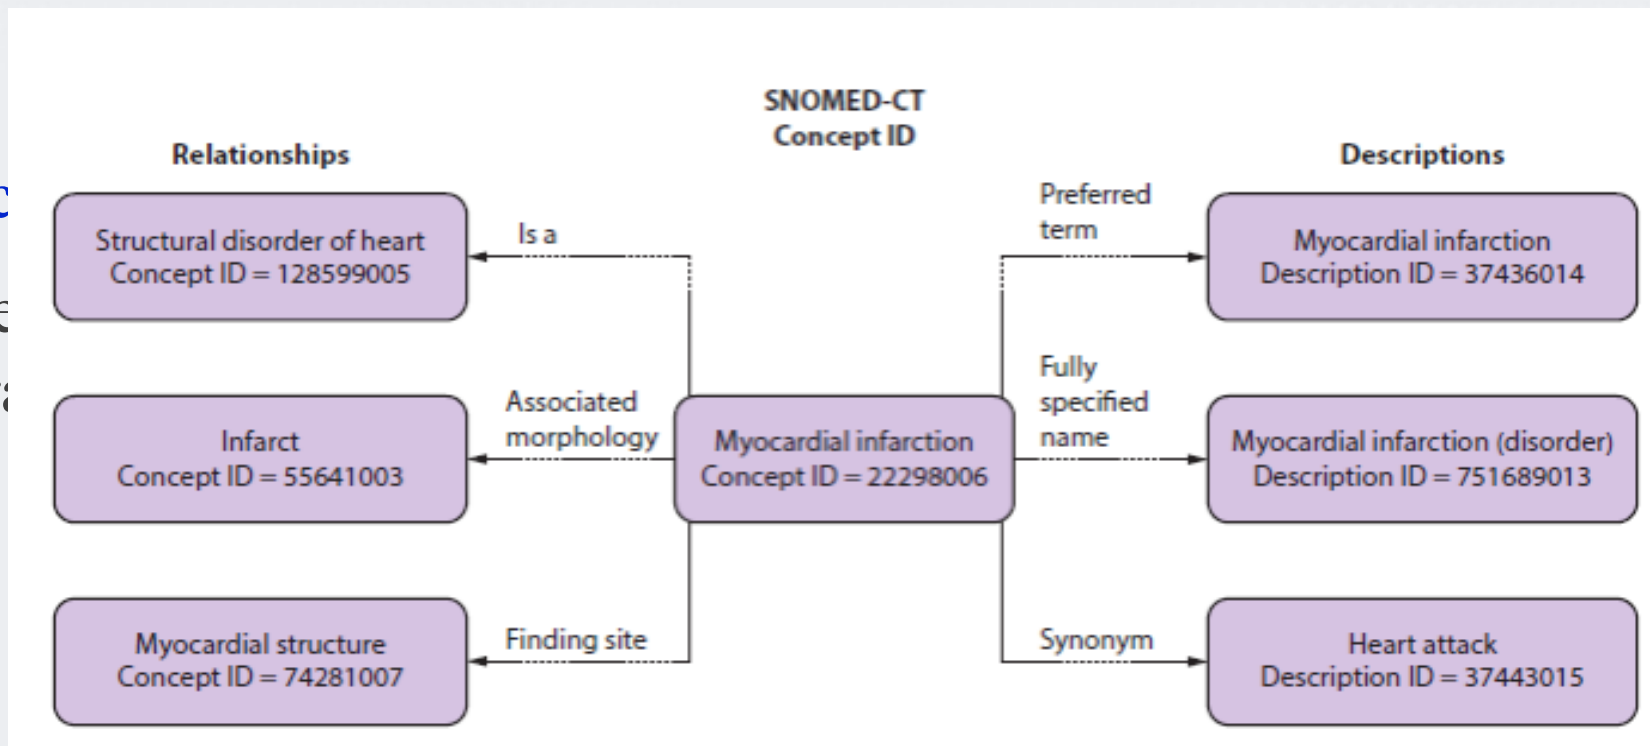 SNOMED-CT
Concept ID
Relationships
Descriptions
Structural disorder of heart
Concept ID = 128599005
Is a
Preferred
term
Myocardial infarction
Description ID = 37436014
Infarct
Concept ID = 55641003
Associated
morphology
Myocardial infarction
Concept ID = 22298006
Fully
specified
name
Myocardial infarction (disorder)
Description ID = 751689013
Myocardial structure
Concept ID = 74281007
Finding site
Synonym
Heart attack
Description ID = 37443015